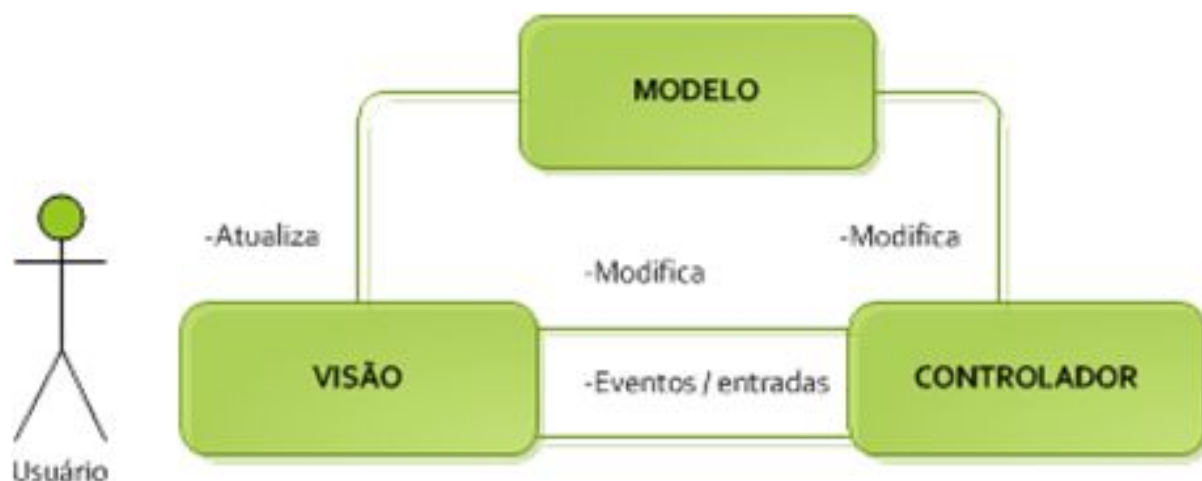 MODELO
-Atualiza
-Modifica
-Modifica
VISÃO
-Eventos / entradas
CONTROLADOR
Usuário